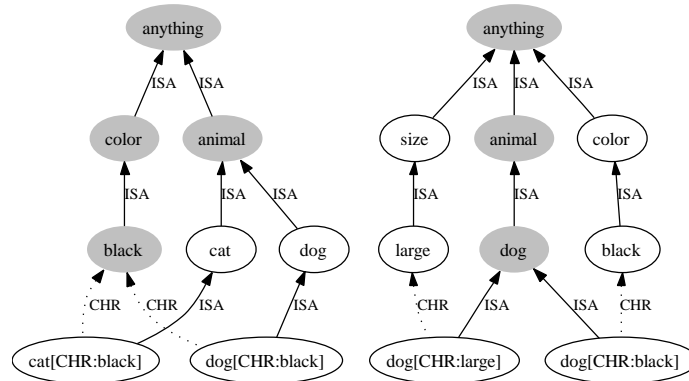 anything
ISA
ISA
color
animal
ISA
ISA
ISA
black
cat
dog
CHR
CHR
ISA
ISA
cat[CHR:black]
dog[CHR:black]
anything
ISA
ISA
ISA
size
animal
color
ISA
ISA
ISA
large
dog
black
CHR
ISA
ISA
CHR
dog[CHR:large]
dog[CHR:black]